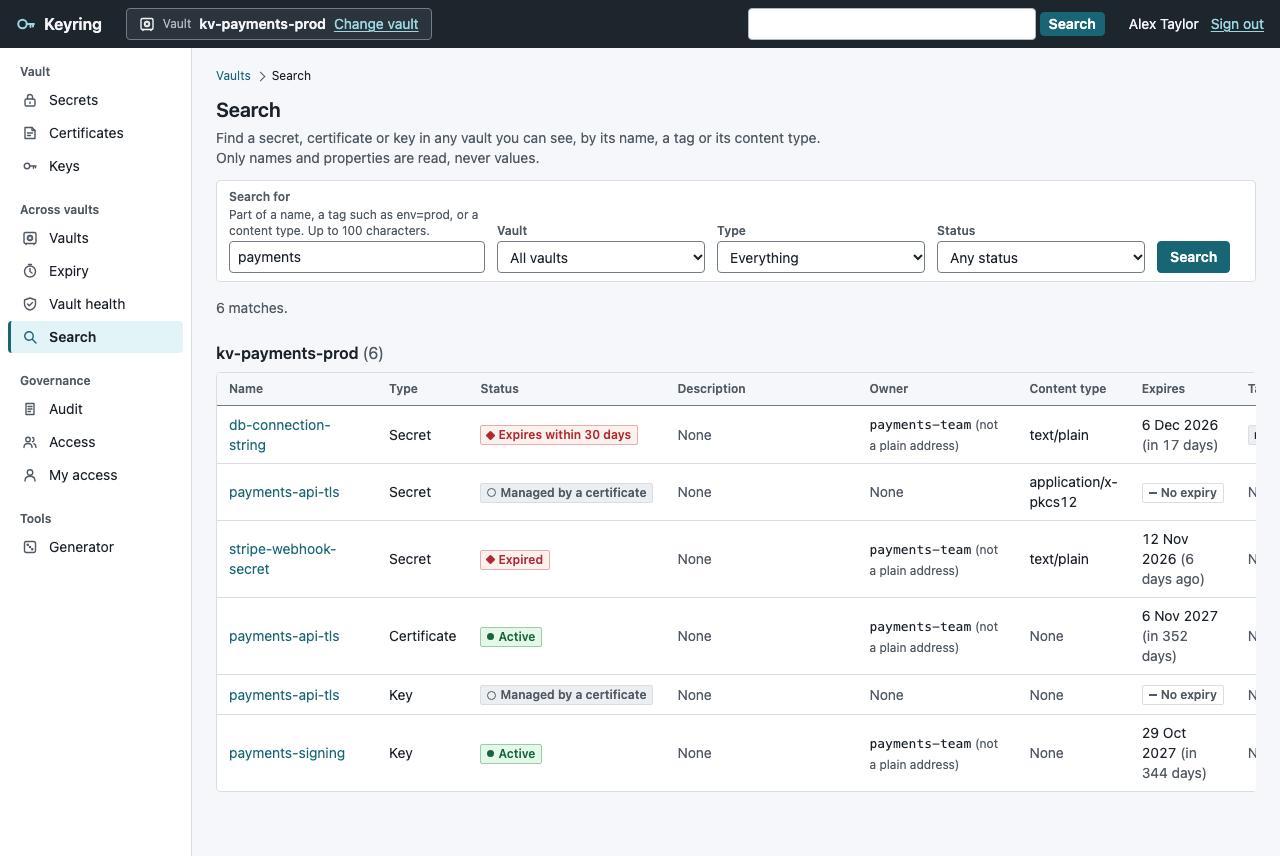 Keyring
Vault kv-payments-prod Change vault
Search
Alex Taylor
Sign out
Vault
Secrets
Certificates
Keys
Across vaults
Vaults
Expiry
Vault health
Search
Governance
Audit
Access
My access
Tools
Generator
Vaults > Search
Search
Find a secret, certificate or key in any vault you can see, by its name, a tag or its content type.
Only names and properties are read, never values.
Search for
Part of a name, a tag such as env=prod, or a
content type. Up to 100 characters.
payments
Vault
All vaults
Type
Everything
Status
Any status
Search
6 matches.
kv-payments-prod (6)
Name Type Status Description Owner Content type Expires
db-connection-
string
Secret
Expires within 30 days
None
payments-team (not
a plain address)
text/plain
6 Dec 2026
(in 17 days)
payments-api-tls
Secret
Managed by a certificate
None
None
application/x-
pkcs12
No expiry
stripe-webhook-
secret
Secret
Expired
None
payments-team (not
a plain address)
text/plain
12 Nov
2026 (6
days ago)
payments-api-tls
Certificate
Active
None
payments-team (not
a plain address)
None
6 Nov 2027
(in 352
days)
payments-api-tls
Key
Managed by a certificate
None
None
None
No expiry
payments-signing
Key
Active
None
payments-team (not
a plain address)
None
29 Oct
2027 (in
344 days)